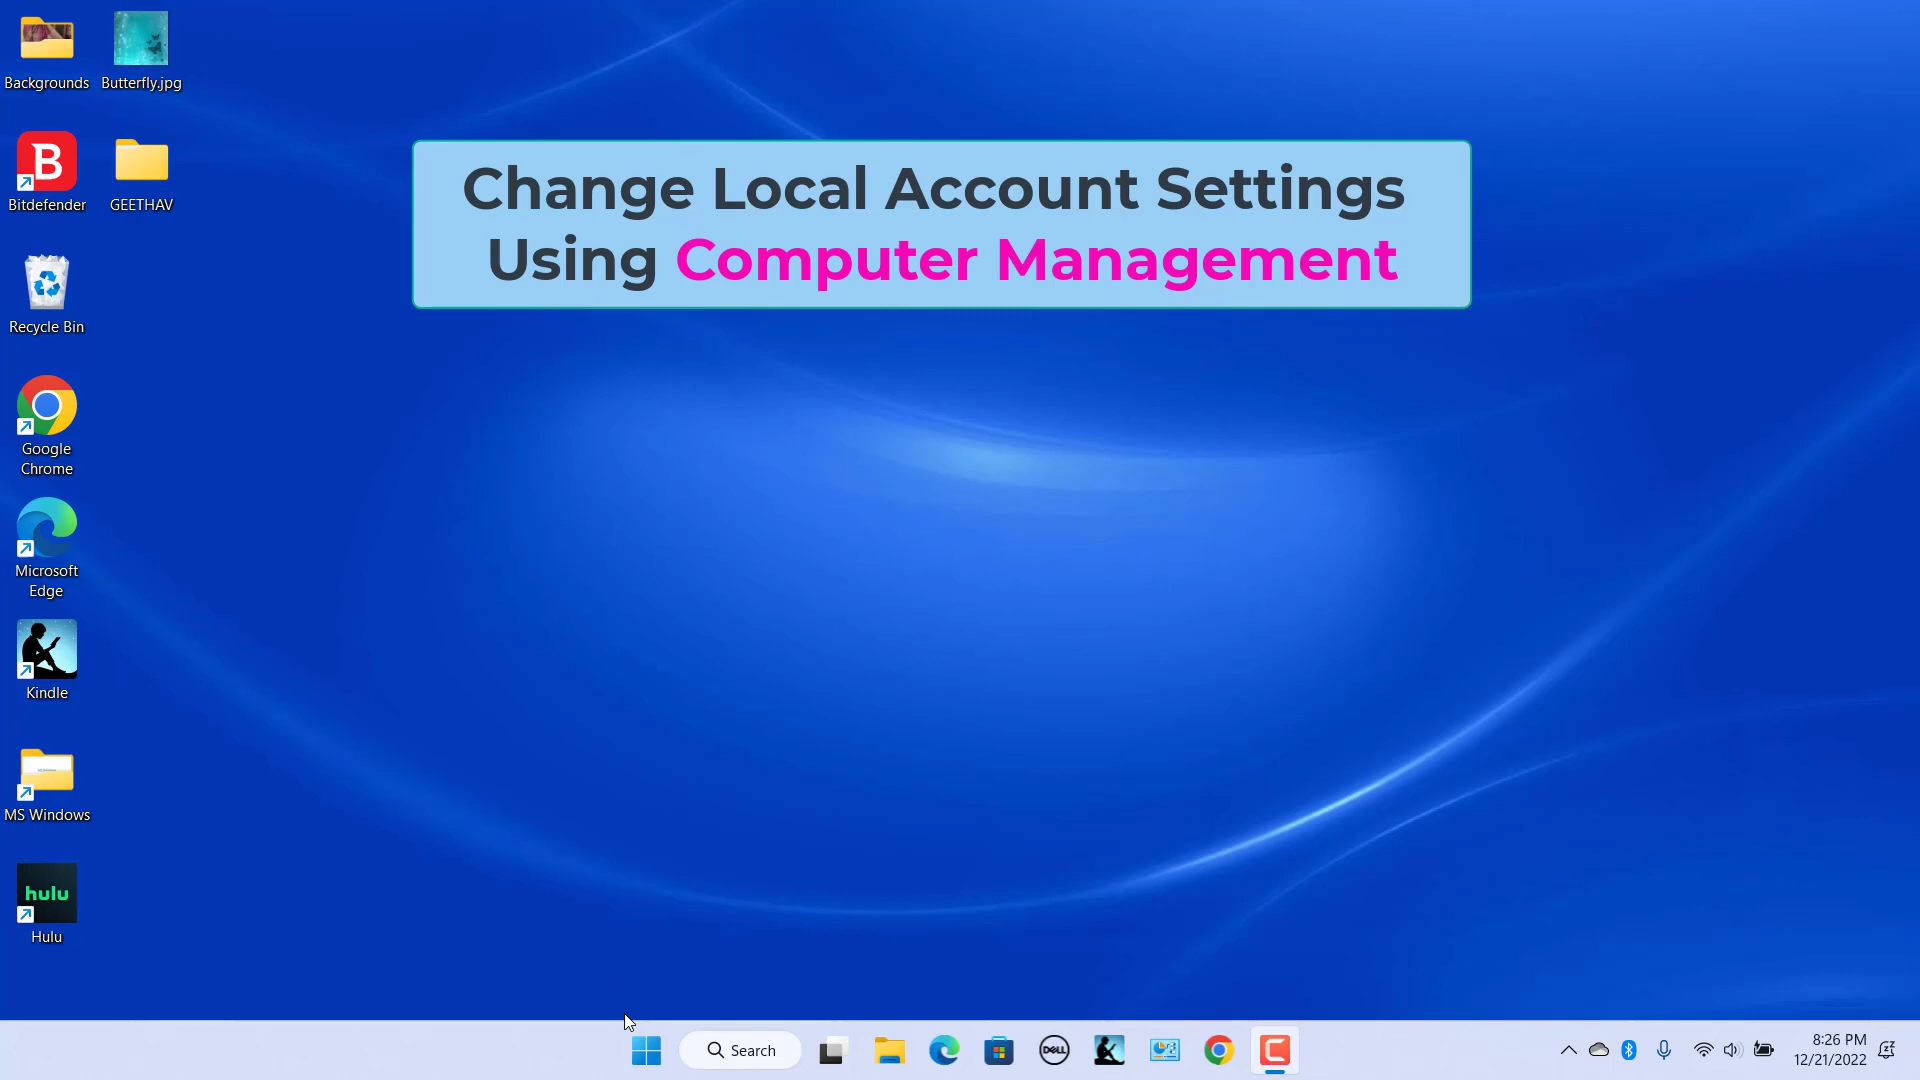 Backgrounds
Butterfly.jpg
B
Bitdefender
GEETHAV
Change Local Account Settings
Using Computer Management
Recycle Bin
Google
Chrome
Microsoft
Edge
Kindle
MS Windows
hulu
Hulu
Search
DELL
8:26 PM
12/21/2022